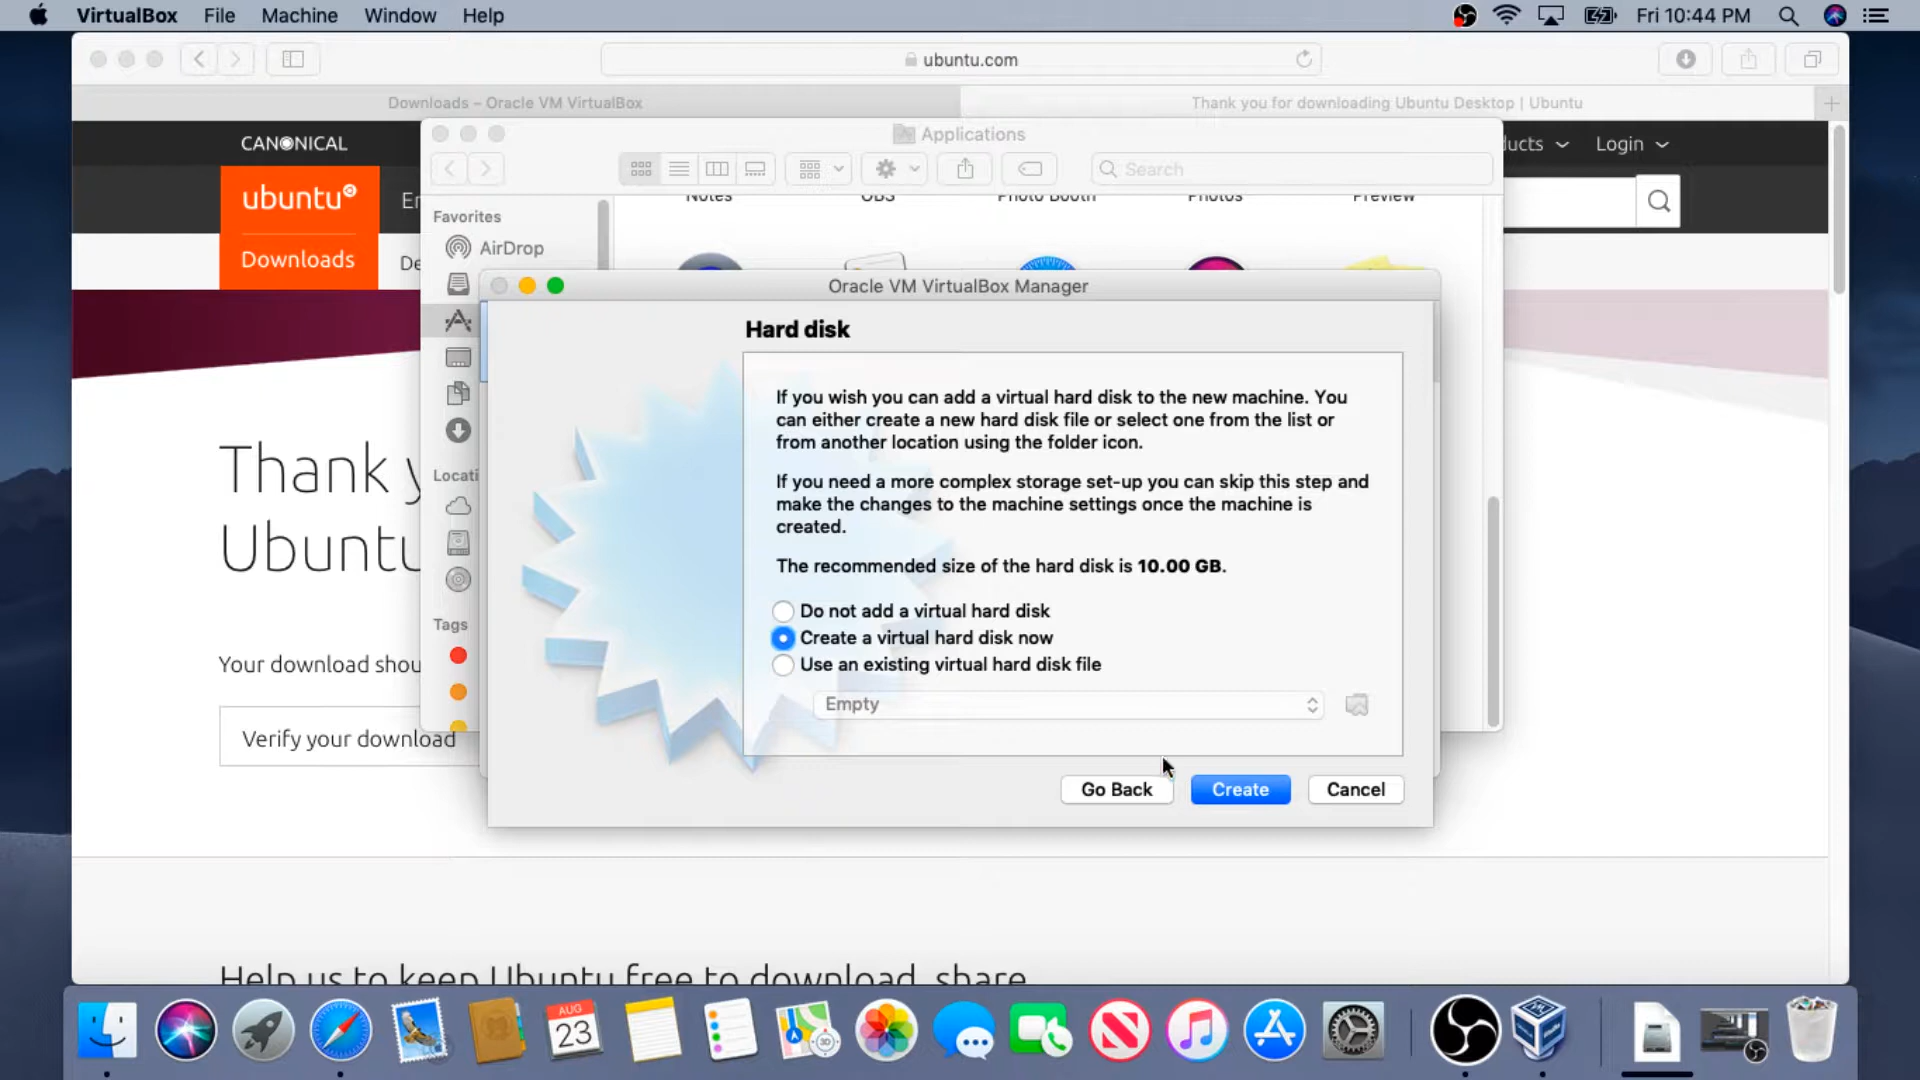 VirtualBox File Machine Window Help
Fri 10:44 PM
ubuntu.com
Downloads – Oracle VM VirtualBox
Thank you for downloading Ubuntu Desktop | Ubuntu
CANONICAL
Login
ubuntu
Downloads
Applications
Search
Favorites
AirDrop
Notes
OBS
Photo Booth
Photos
Preview
Locati
Tags
Oracle VM VirtualBox Manager
Hard disk
If you wish you can add a virtual hard disk to the new machine. You
can either create a new hard disk file or select one from the list or
from another location using the folder icon.
If you need a more complex storage set-up you can skip this step and
make the changes to the machine settings once the machine is
created.
The recommended size of the hard disk is 10.00 GB.
Do not add a virtual hard disk
Create a virtual hard disk now
Use an existing virtual hard disk file
Empty
Go Back
Create
Cancel
Thank y
Ubuntu
Your download shou
Verify your download
Help us to keep Ubuntu free to download, share
AUG
23
3D